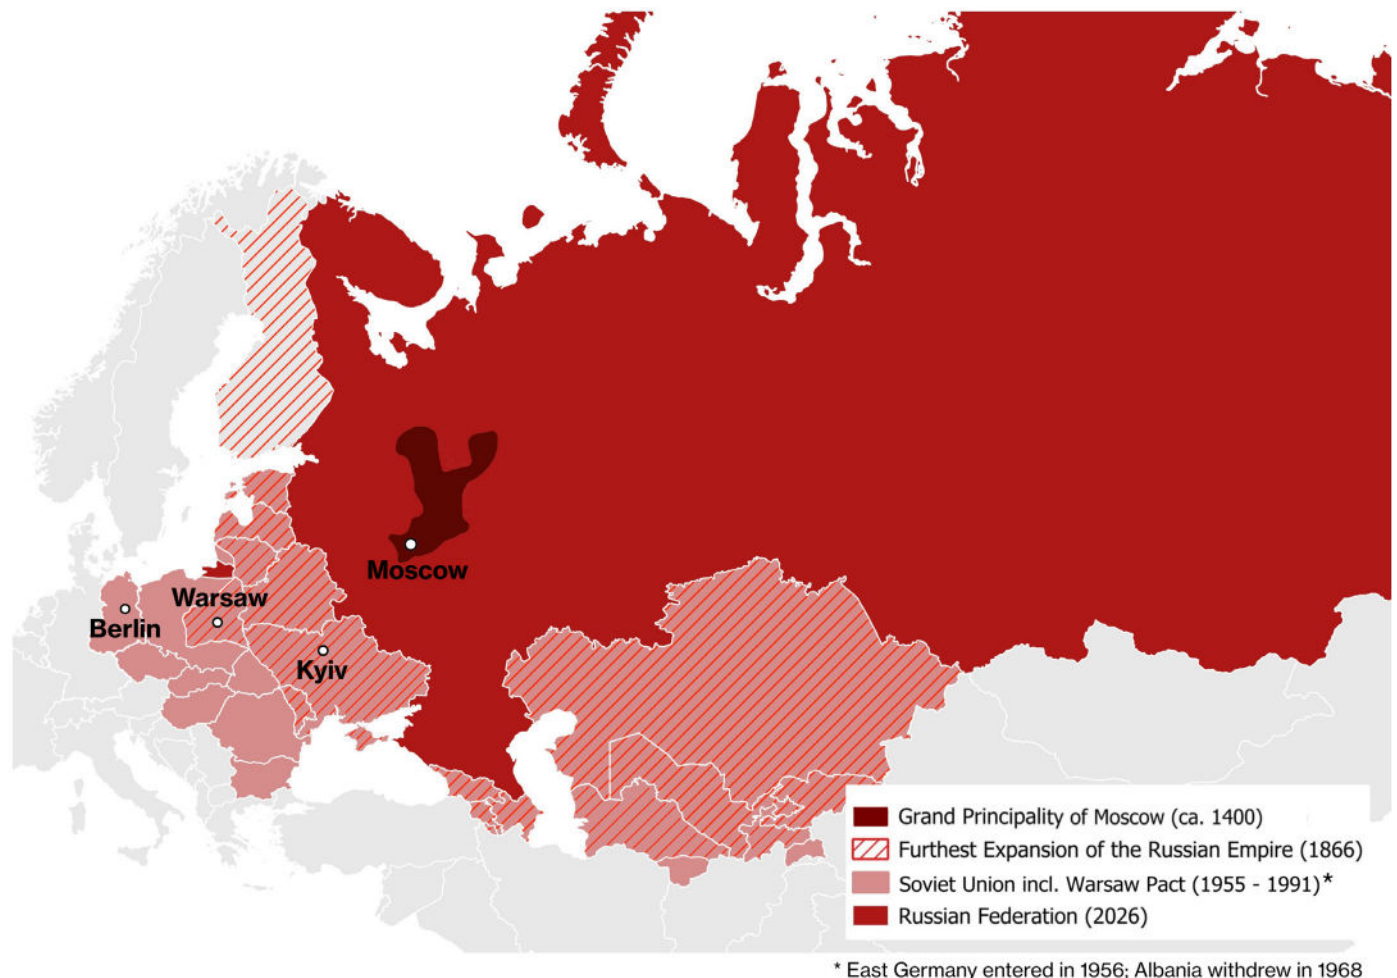 Moscow
Warsaw
Berlin
Kyiv
Grand Principality of Moscow (ca. 1400)
Furthest Expansion of the Russian Empire (1866)
Soviet Union incl. Warsaw Pact (1955 - 1991)*
Russian Federation (2026)
* East Germany entered in 1956; Albania withdrew in 1968